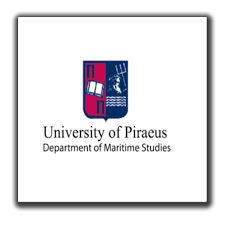 University of Piraeus
Department of Maritime Studies